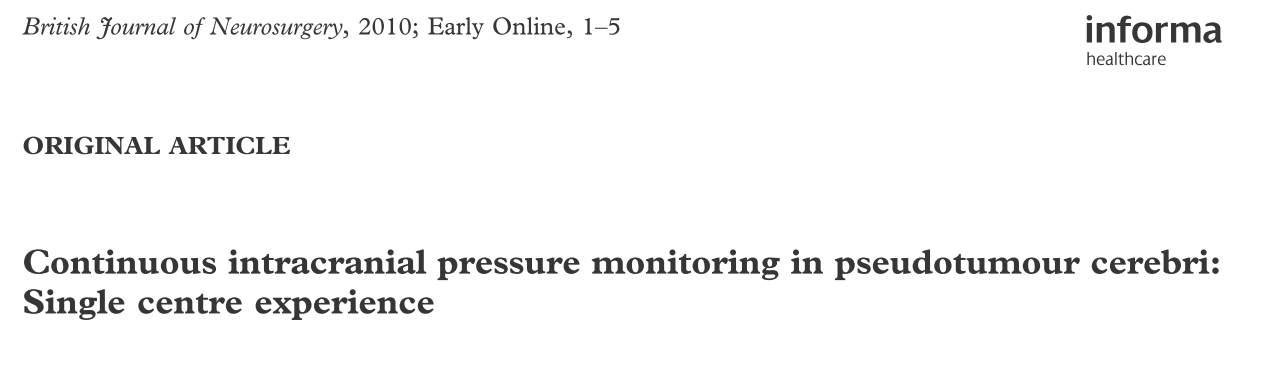 British Journal of Neurosurgery, 2010; Early Online, 1–5
informa
healthcare
ORIGINAL ARTICLE
Continuous intracranial pressure monitoring in pseudotumour cerebri:
Single centre experience